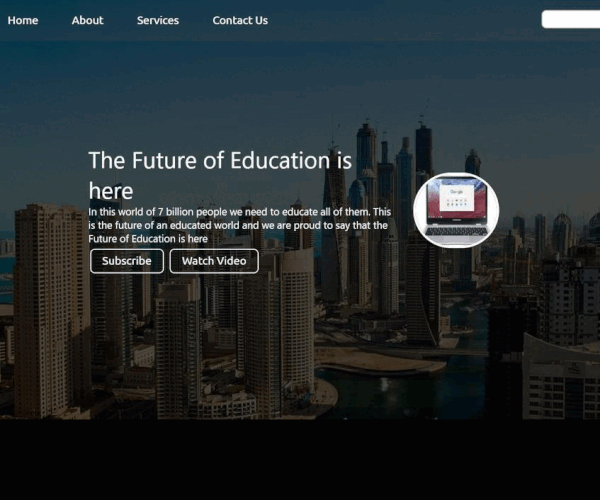 Home
About
Services
Contact Us
The Future of Education is
here
In this world of 7 billion people we need to educate all of them. This
is the future of an educated world and we are proud to say that the
Future of Education is here
Subscribe
Watch Video
Google